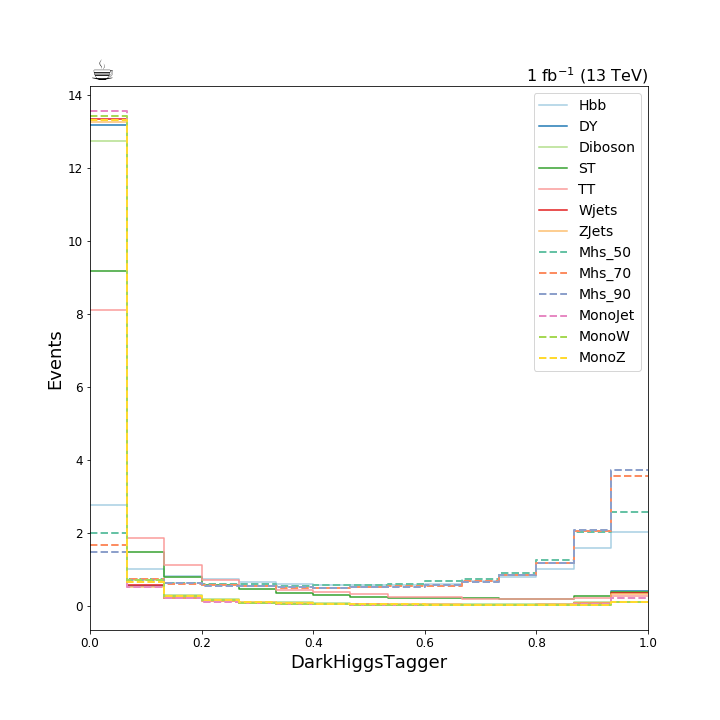 ☕
1 fb⁻¹ (13 TeV)
14
12
10
8
6
4
2
0
Events
Hbb
DY
Diboson
ST
TT
Wjets
ZJets
Mhs_50
Mhs_70
Mhs_90
MonoJet
MonoW
MonoZ
0.0 0.2 0.4 0.6 0.8 1.0
DarkHiggsTagger